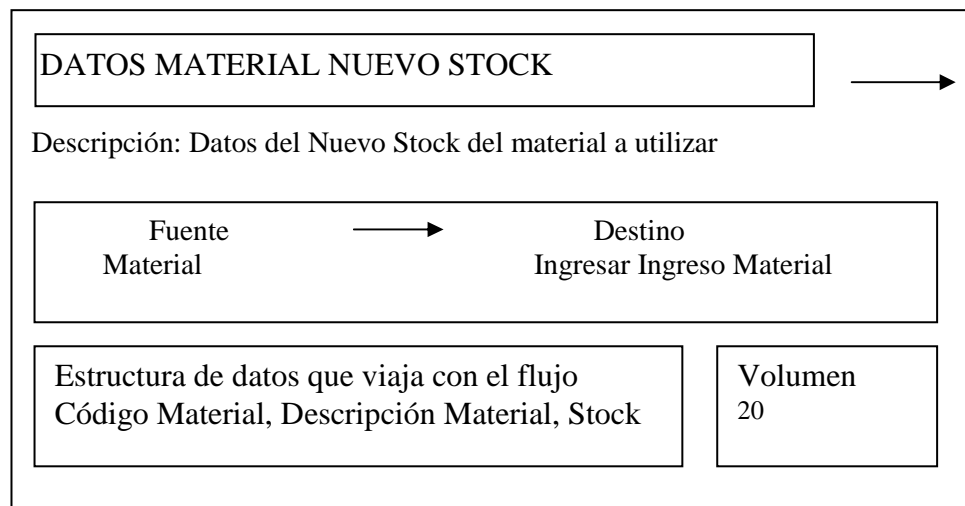 DATOS MATERIAL NUEVO STOCK
Descripción: Datos del Nuevo Stock del material a utilizar
Fuente Destino
Material Ingresar Ingreso Material
Estructura de datos que viaja con el flujo
Código Material, Descripción Material, Stock
Volumen
20